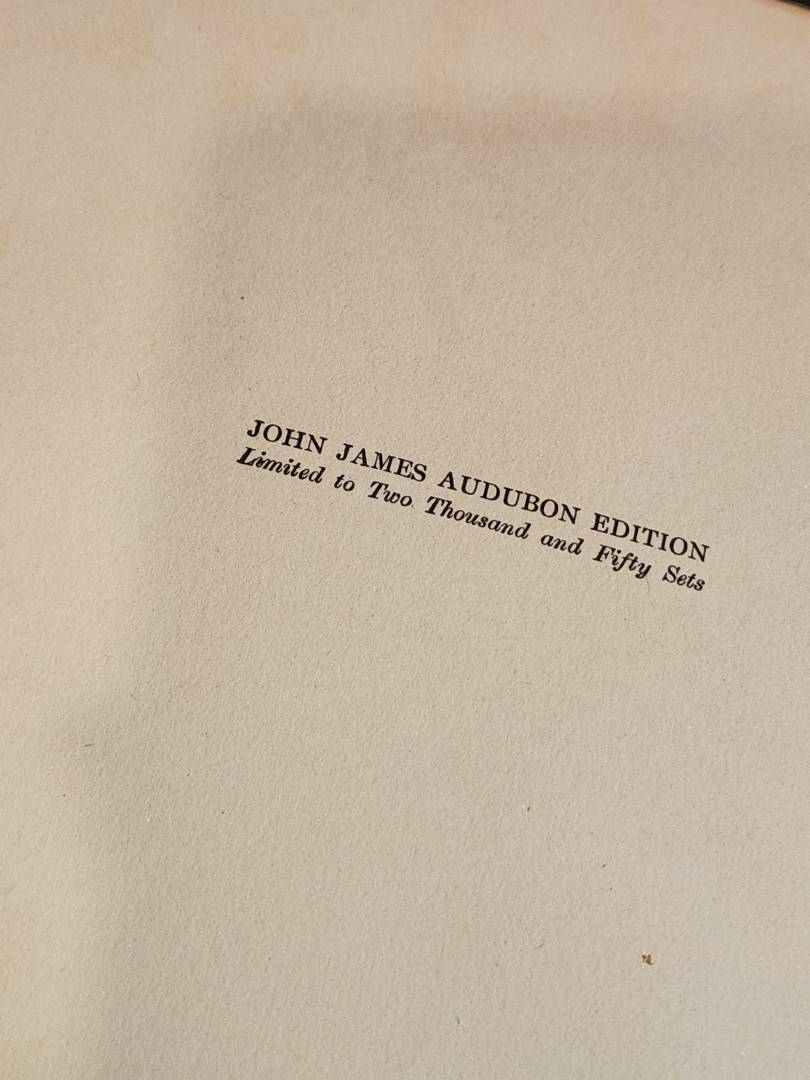 JOHN JAMES AUDUBON EDITION
Limited to Two Thousand and Fifty Sets